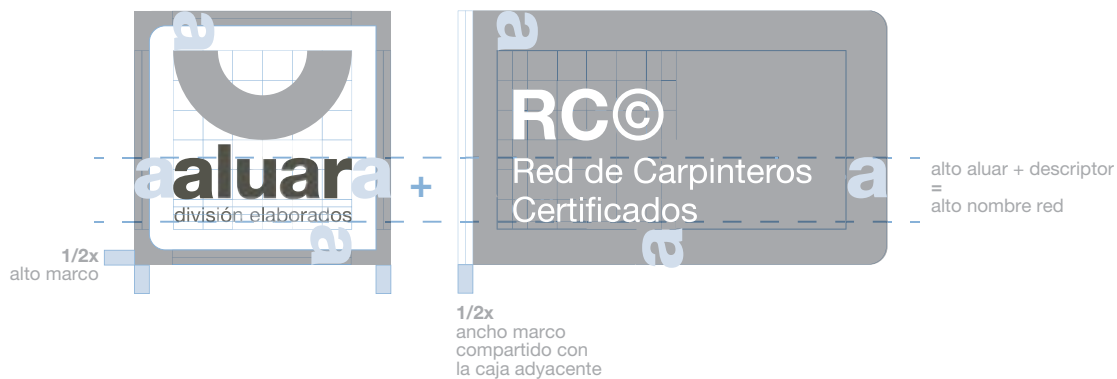 a
a
RC©
a aluar a
+
Red de Carpinteros
Certificados
a
división elaborados
a
a
alto aluar + descriptor
=
alto nombre red
1/2x
alto marco
1/2x
ancho marco
compartido con
la caja adyacente